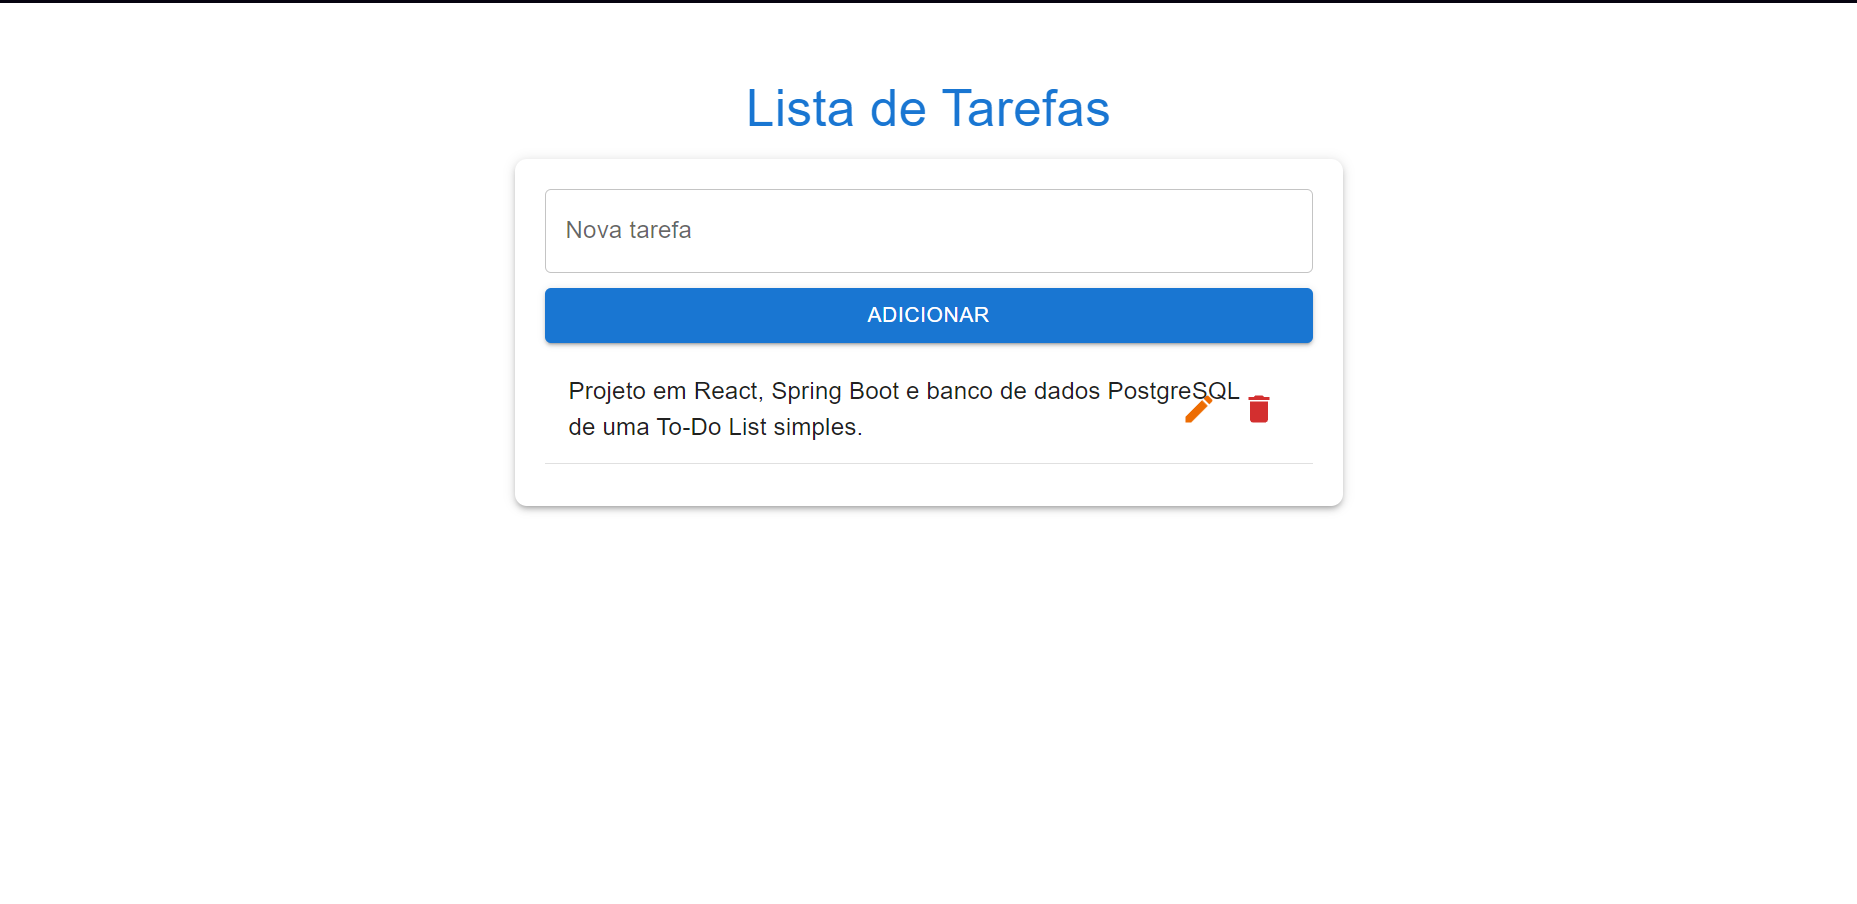 Lista de Tarefas
Nova tarefa
ADICIONAR
Projeto em React, Spring Boot e banco de dados PostgreSQL
de uma To-Do List simples.